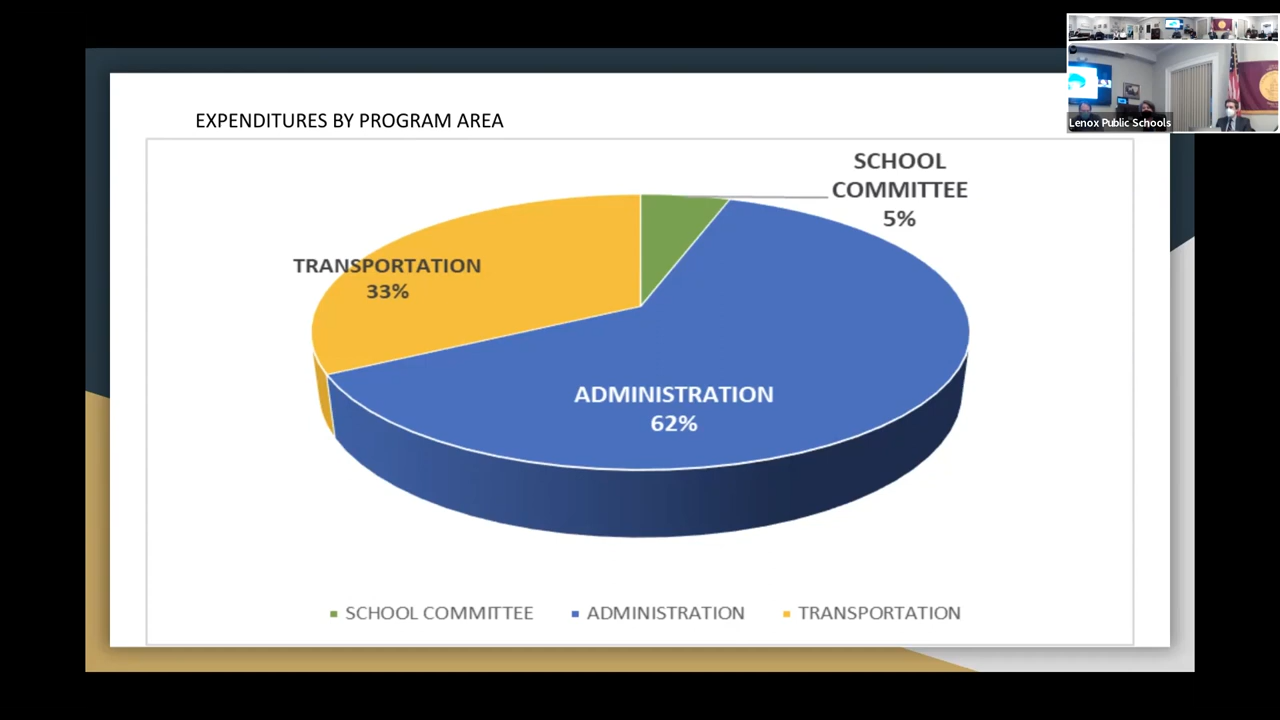 Lenox Public Schools
EXPENDITURES BY PROGRAM AREA
SCHOOL
COMMITTEE
5%
TRANSPORTATION
33%
ADMINISTRATION
62%
SCHOOL COMMITTEE
ADMINISTRATION
TRANSPORTATION